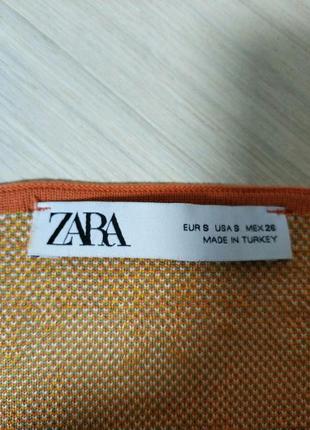 ZARA
EUR S USA S MEX 26
MADE IN TURKEY